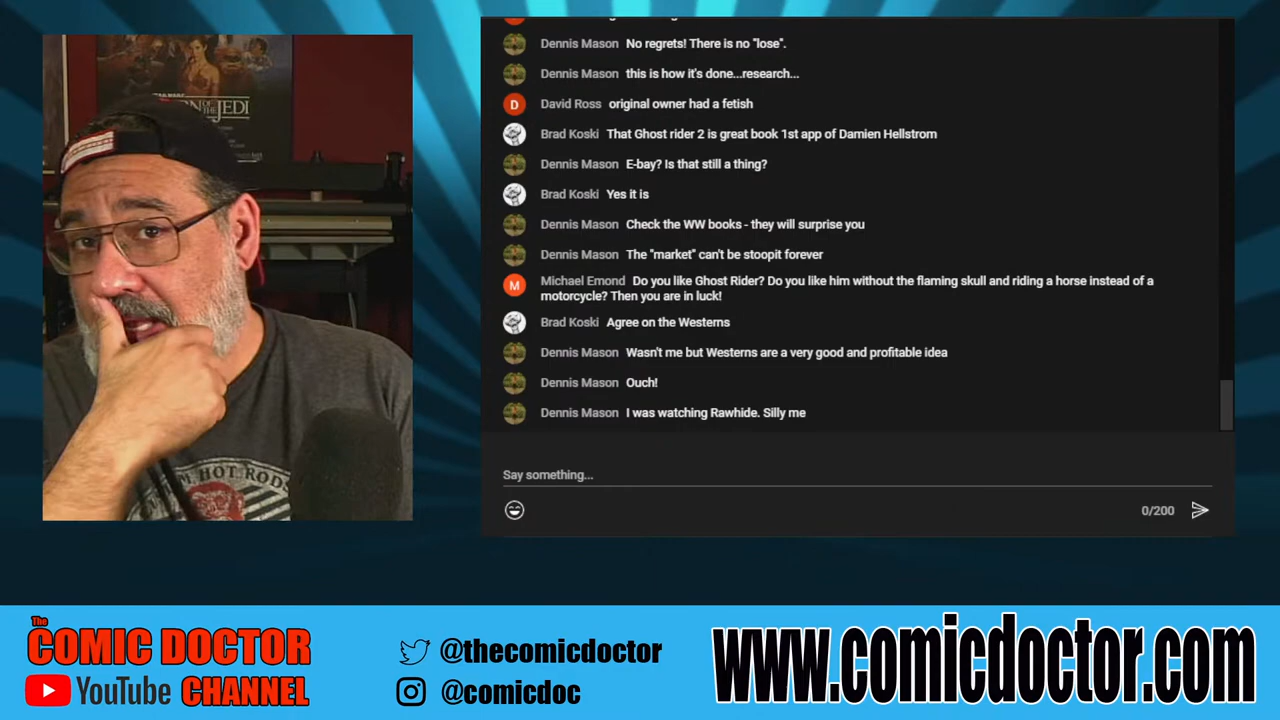 OF THE JEDI
HOT RODS
Dennis Mason No regrets! There is no "lose".
Dennis Mason this is how it's done...research...
D David Ross original owner had a fetish
Brad Koski That Ghost rider 2 is great book 1st app of Damien Hellstrom
Dennis Mason E-bay? Is that still a thing?
Brad Koski Yes it is
Dennis Mason Check the WW books - they will surprise you
Dennis Mason The "market" can't be stoopit forever
M Michael Emond Do you like Ghost Rider? Do you like him without the flaming skull and riding a horse instead of a
motorcycle? Then you are in luck!
Brad Koski Agree on the Westerns
Dennis Mason Wasn't me but Westerns are a very good and profitable idea
Dennis Mason Ouch!
Dennis Mason I was watching Rawhide. Silly me
Say something...
0/200
The
COMIC DOCTOR
YouTube CHANNEL
@thecomicdoctor
@comicdoc
www.comicdoctor.com